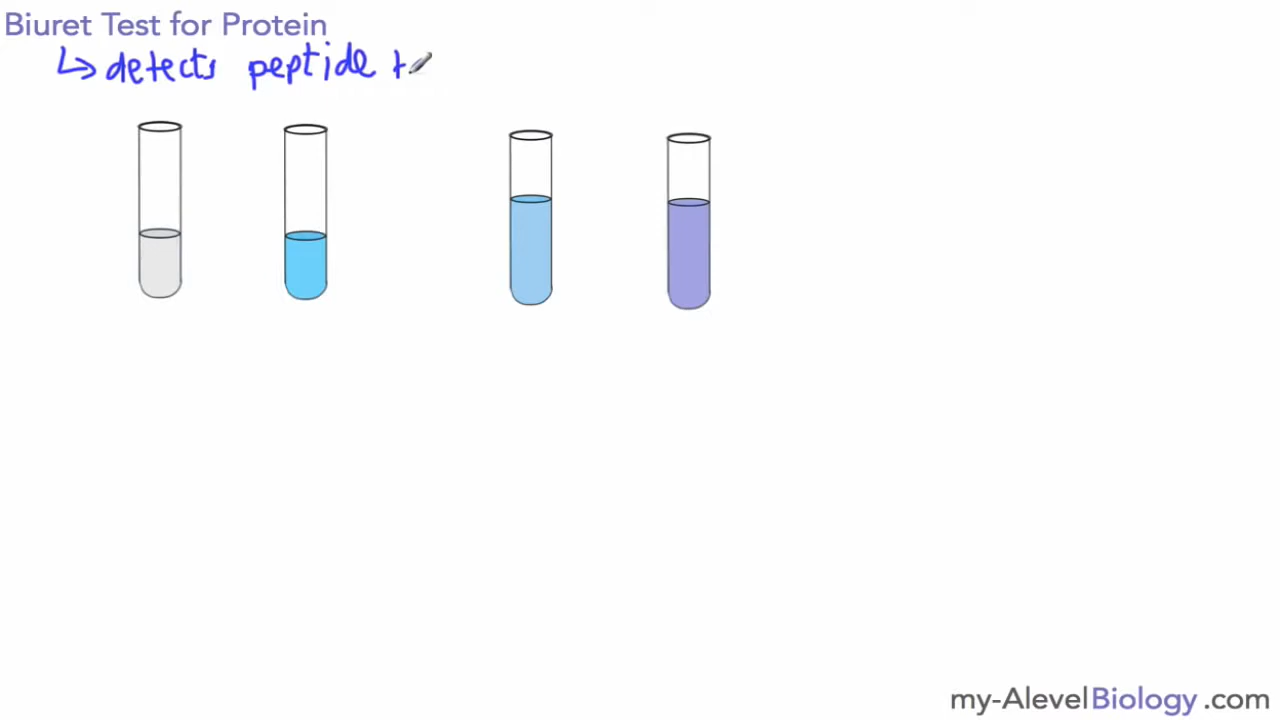 Biuret Test for Protein
↳ detects peptide
my-AlevelBiology.com